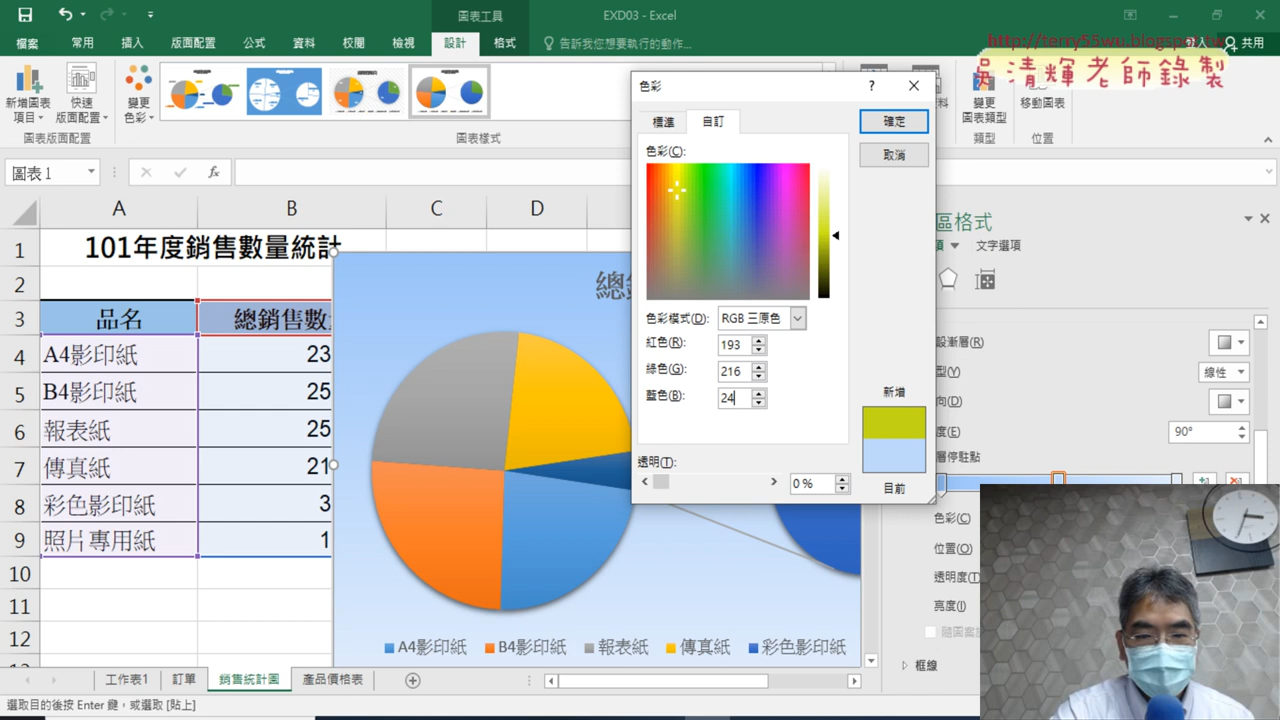 圖表工具
EXD03 - Excel
檔案
常用
插入
版面配置
公式
資料
校閱
檢視
設計
格式
告訴我您想要執行的動作...
登入
共用
http://terry55wu.blogspot.tw
吳清輝老師錄製
新增圖表
項目
快速
版面配置
變更
色彩
變更
圖表類型
移動圖表
圖表版面配置
圖表樣式
類型
位置
圖表 1
fx
A
B
C
D
1
101年度銷售數量統計
2
3
品名
總銷售數
4
A4影印紙
23
5
B4影印紙
25
6
報表紙
25
7
傳真紙
21
8
彩色影印紙
3
9
照片專用紙
1
10
11
12
總
A4影印紙
B4影印紙
報表紙
傳真紙
彩色影印紙
色彩
?
標準
自訂
確定
取消
色彩(C):
色彩模式(D):
RGB 三原色
紅色(R):
193
綠色(G):
216
藍色(B):
24
新增
目前
透明(T):
0 %
區格式
文字選項
設漸層(R)
型(Y)
線性
向(D)
度(E)
90°
層停駐點
色彩(C)
位置(O)
透明度(T)
亮度(I)
框線
工作表1
訂單
銷售統計圖
產品價格表
選取目的後按 Enter 鍵，或選取 [貼上]